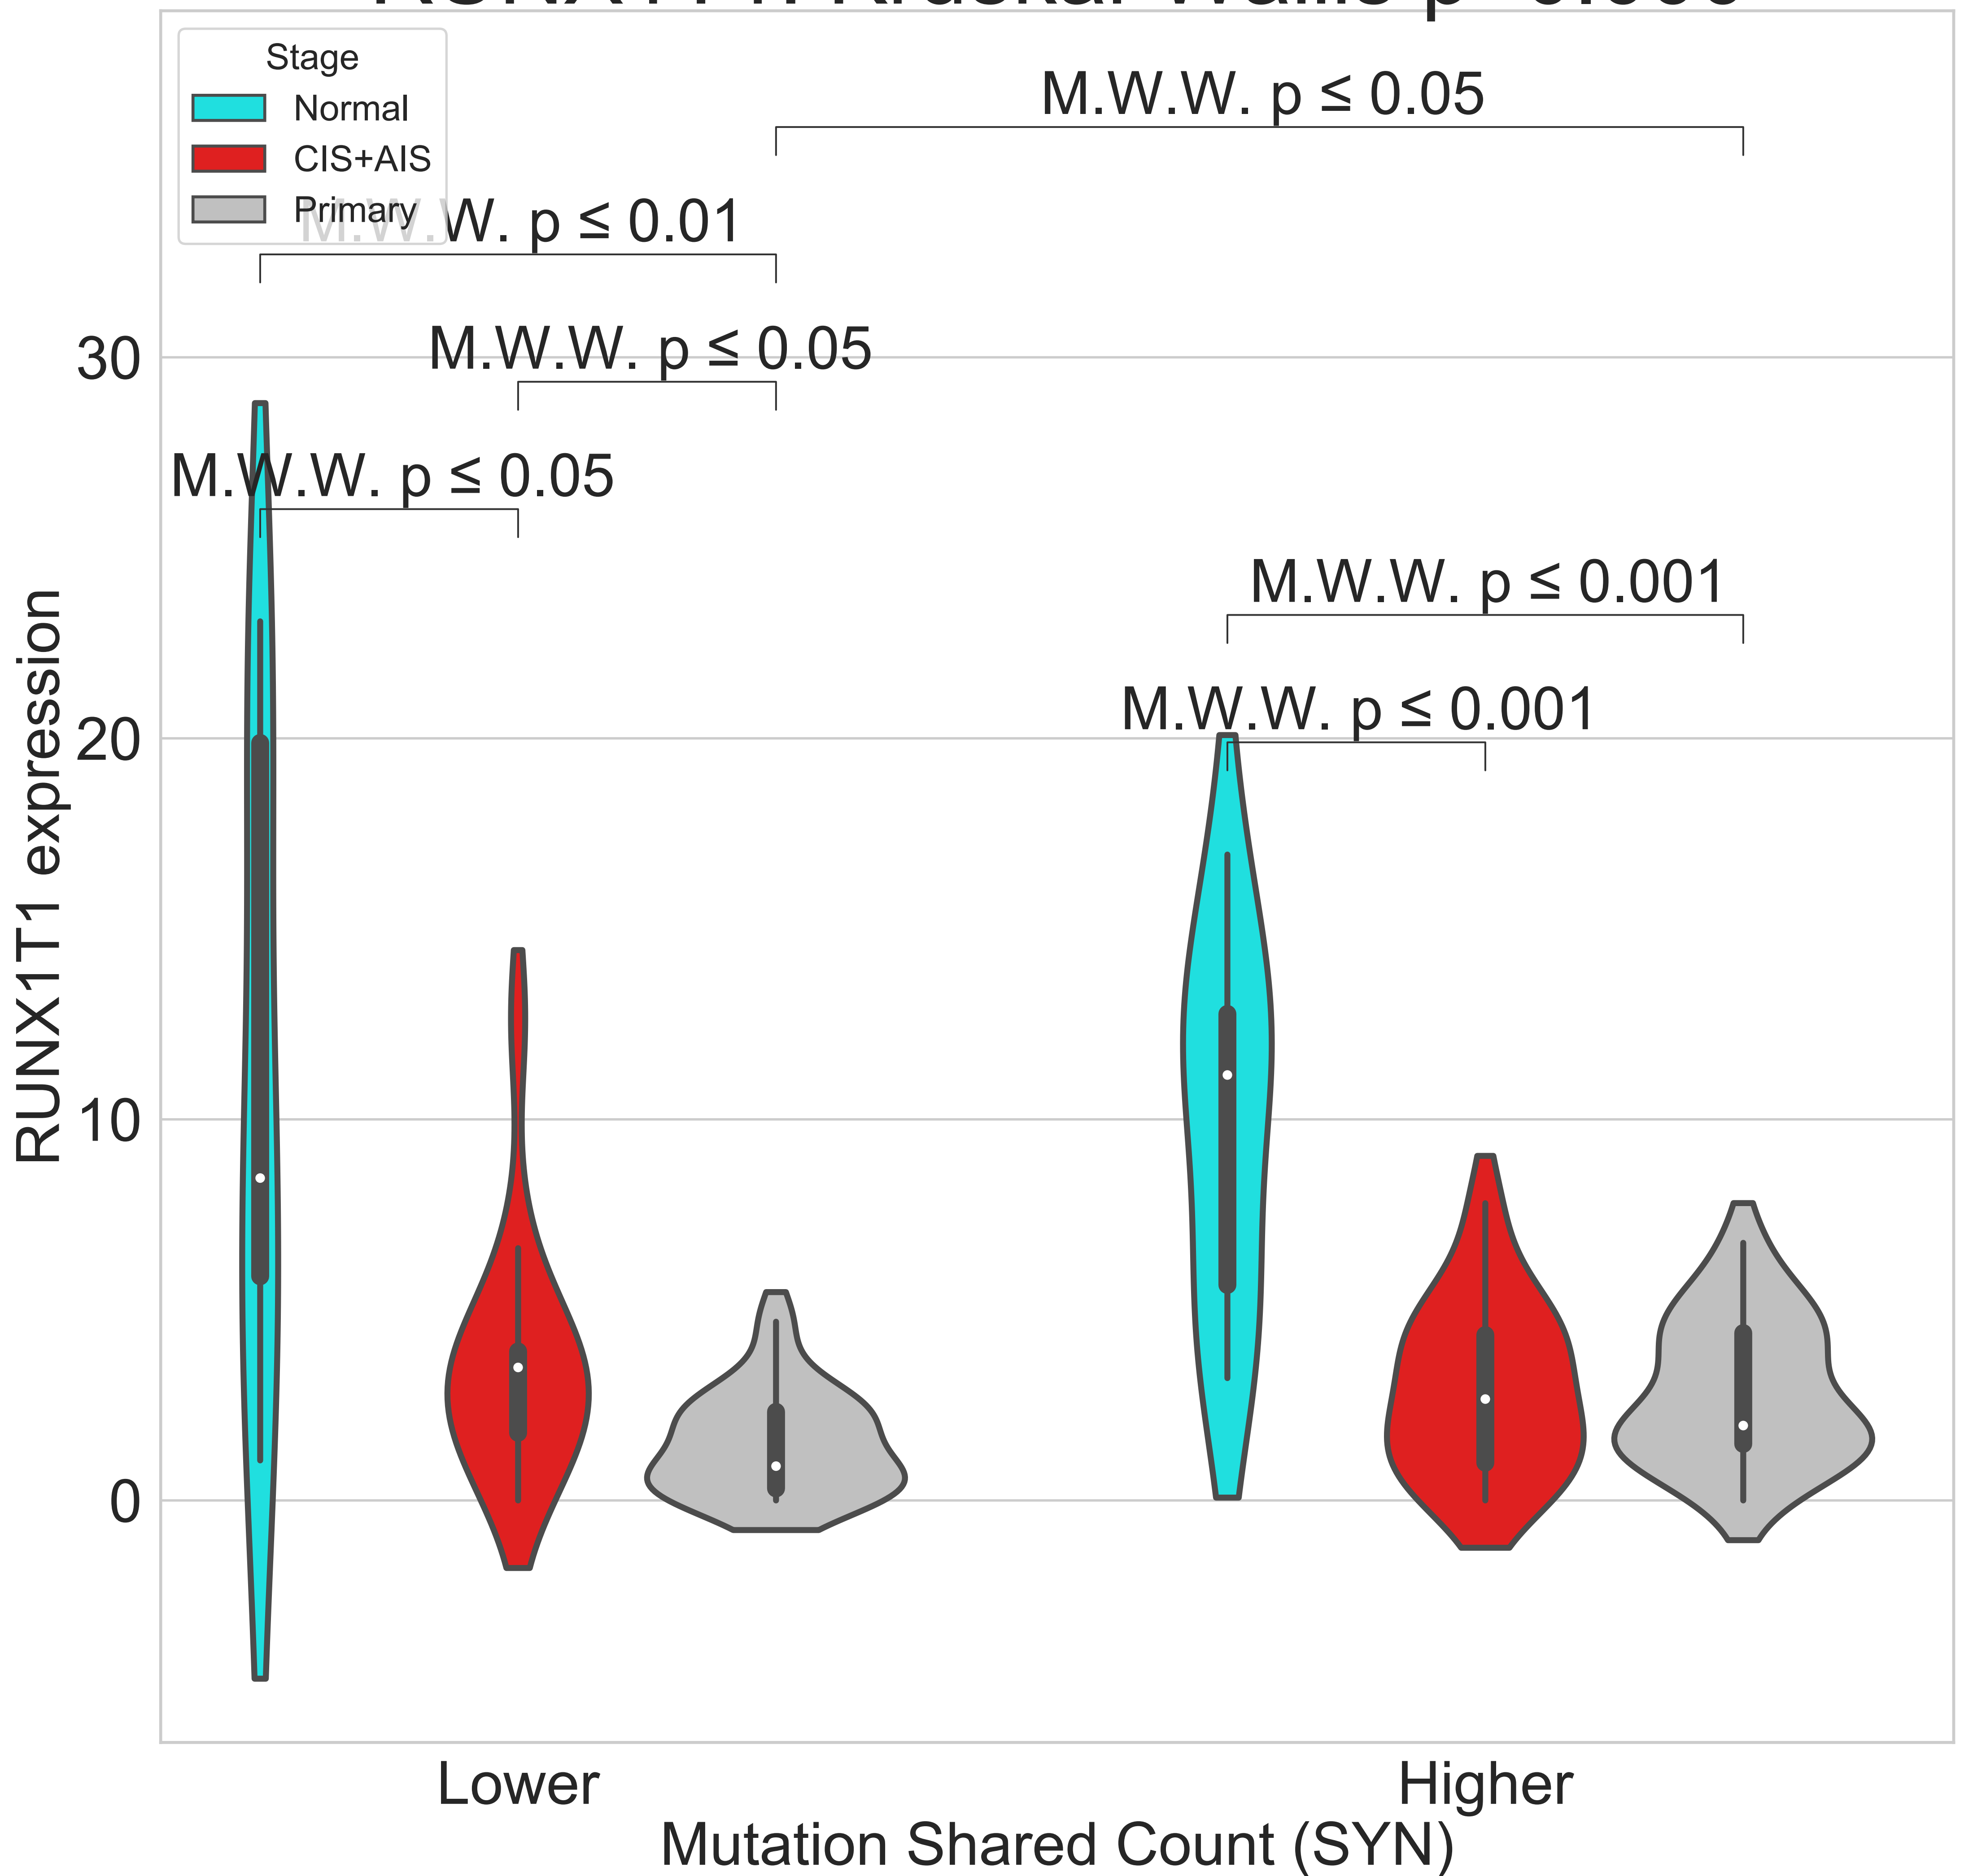 Stage
Normal
CIS+AIS
Primary
M.W.W. p ≤ 0.05
M.W.W. p ≤ 0.01
M.W.W. p ≤ 0.05
M.W.W. p ≤ 0.05
M.W.W. p ≤ 0.001
M.W.W. p ≤ 0.001
30
20
10
0
RUNX1T1 expression
Lower
Higher
Mutation Shared Count (SYN)